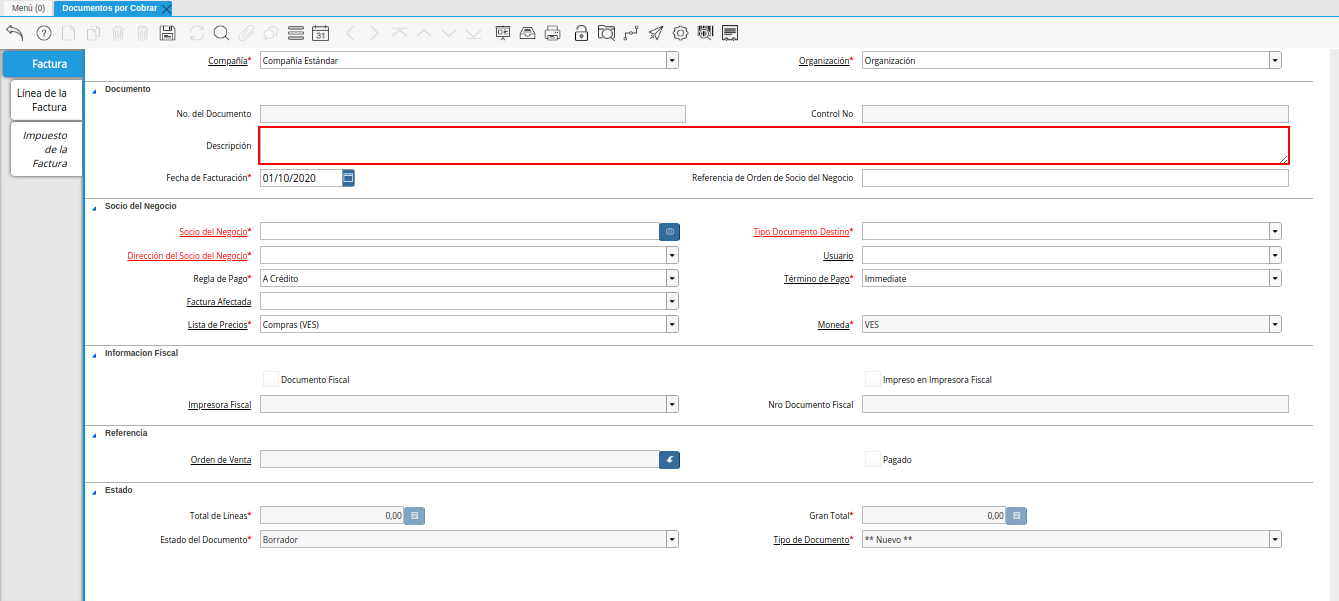 Menú (0) Documentos por Cobrar
31
Factura
Línea de la
Factura
Impuesto
de la
Factura
Compañía* Compañía Estándar Organización* Organización
Documento
No. del Documento Control No
Descripción
Fecha de Facturación* 01/10/2020 Referencia de Orden de Socio del Negocio
Socio del Negocio
Socio del Negocio* Tipo Documento Destino*
Dirección del Socio del Negocio* Usuario
Regla de Pago* A Crédito Término de Pago* Immediate
Factura Afectada
Lista de Precios* Compras (VES) Moneda* VES
Informacion Fiscal
Documento Fiscal Impreso en Impresora Fiscal
Impresora Fiscal Nro Documento Fiscal
Referencia
Orden de Venta Pagado
Estado
Total de Líneas* 0,00 Gran Total* 0,00
Estado del Documento* Borrador Tipo de Documento* ** Nuevo **